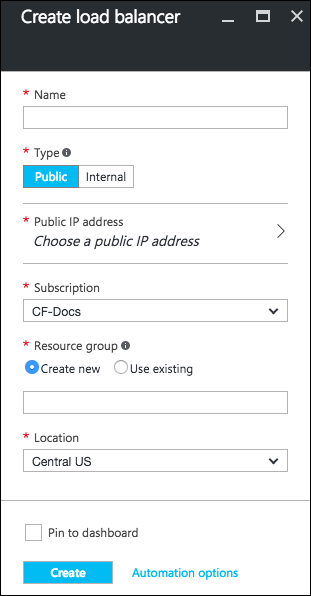 Create load balancer
* Name
* Type
Public Internal
* Public IP address
Choose a public IP address
* Subscription
CF-Docs
* Resource group
Create new Use existing
* Location
Central US
Pin to dashboard
Create Automation options